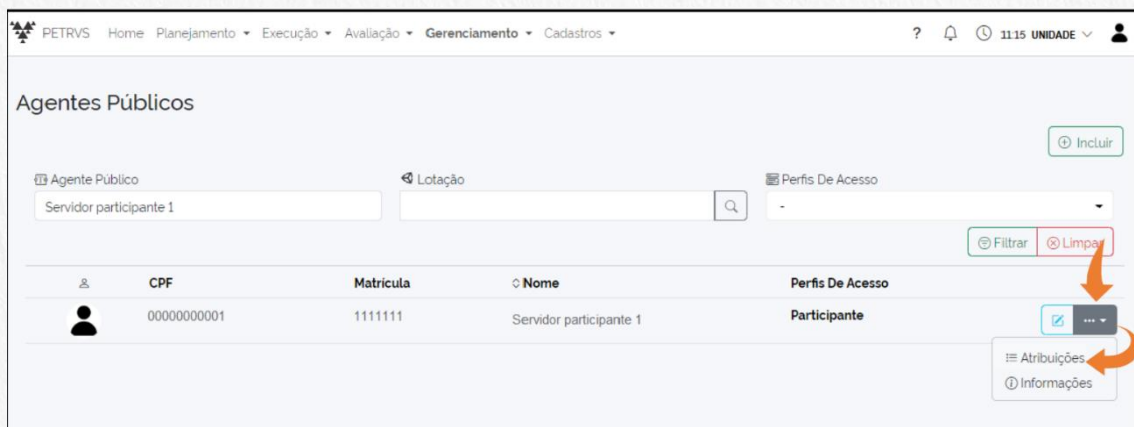 PETRVS Home Planejamento Execução Avaliação Gerenciamento Cadastros ? 11:15 UNIDADE
Agentes Públicos
Incluir
Agente Público Lotação Perfis De Acesso
Servidor participante 1 -
Filtrar Limpar
CPF Matrícula Nome Perfis De Acesso
00000000001 1111111 Servidor participante 1 Participante
Atribuições
Informações